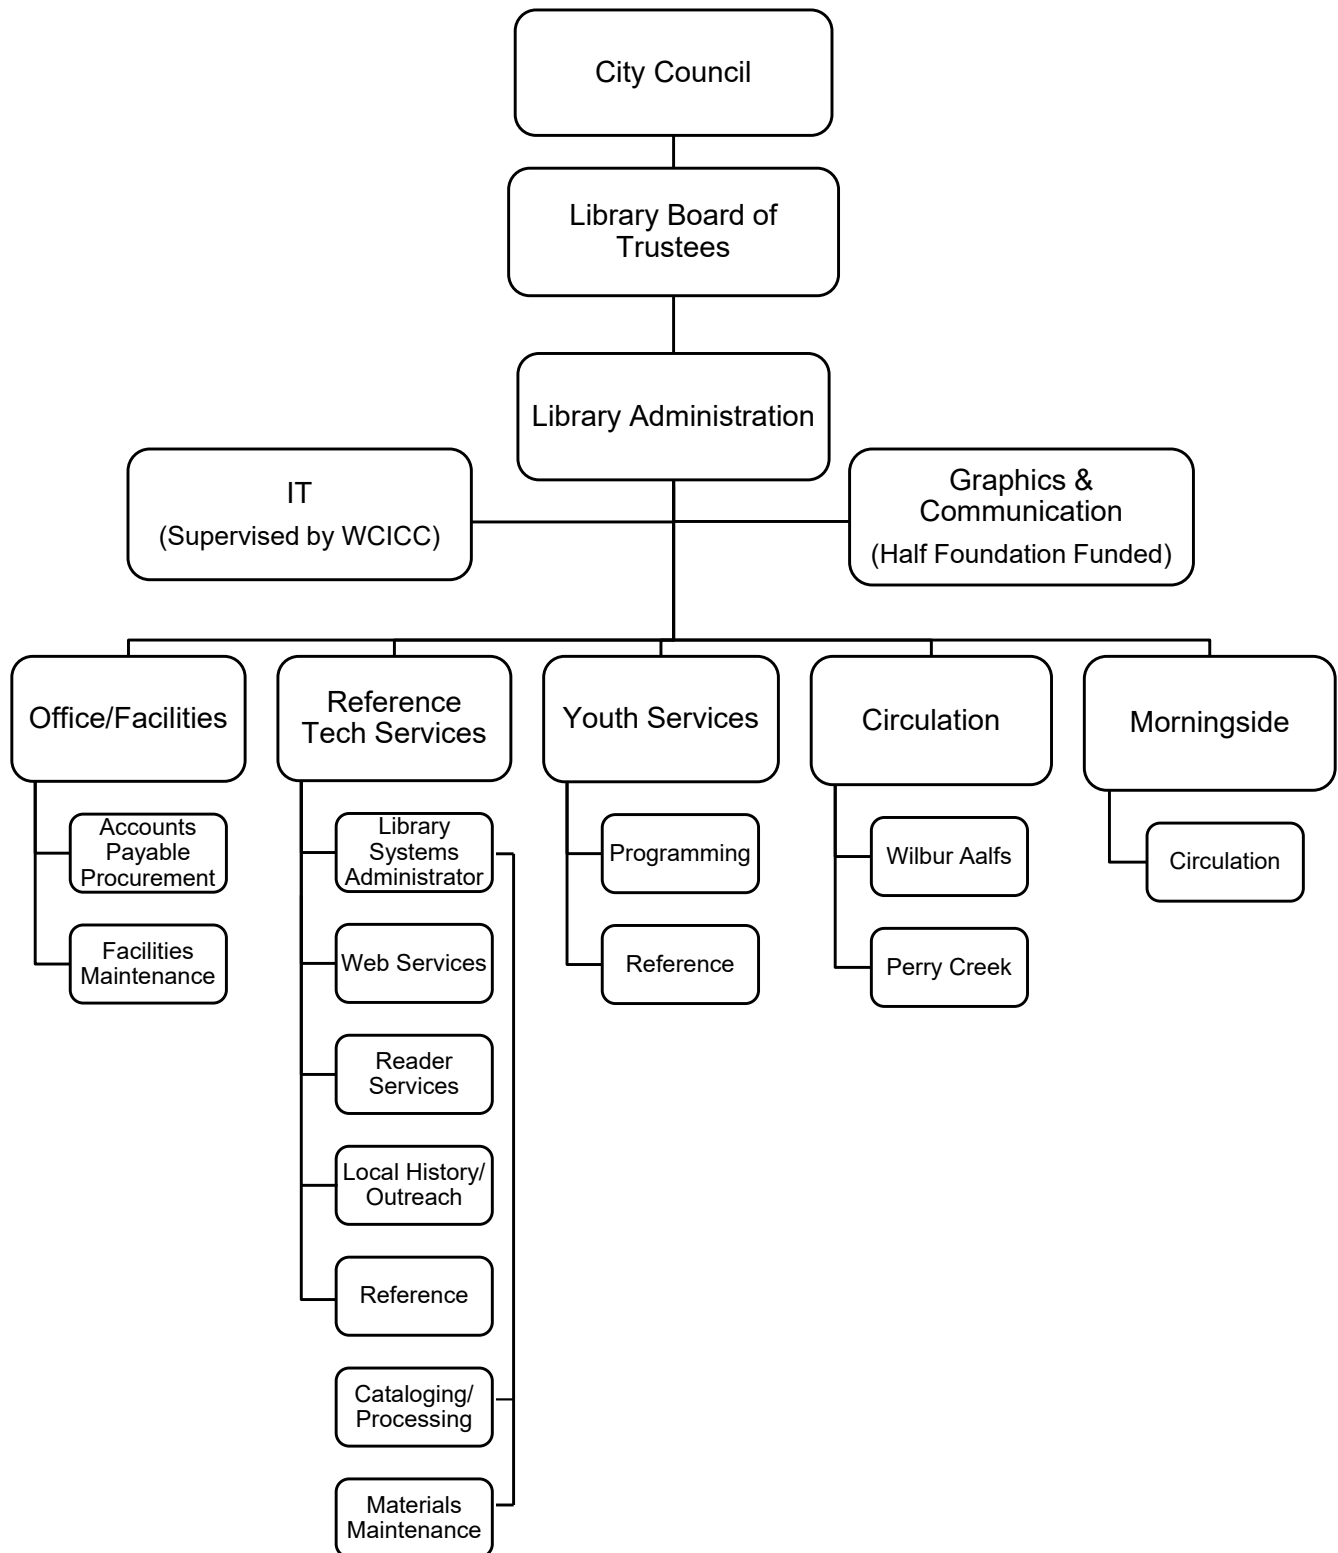 City Council
Library Board of
Trustees
Library Administration
IT
(Supervised by WCICC)
Graphics &
Communication
(Half Foundation Funded)
Office/Facilities
Reference
Tech Services
Youth Services
Circulation
Morningside
Accounts
Payable
Procurement
Facilities
Maintenance
Library
Systems
Administrator
Web Services
Reader
Services
Local History/
Outreach
Reference
Cataloging/
Processing
Materials
Maintenance
Programming
Reference
Wilbur Aalfs
Perry Creek
Circulation